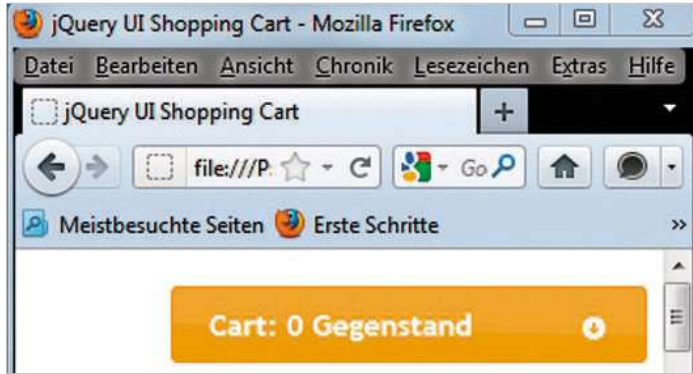 jQuery UI Shopping Cart - Mozilla Firefox
Datei Bearbeiten Ansicht Chronik Lesezeichen Extras Hilfe
jQuery UI Shopping Cart +
file:///P Go
Meistbesuchte Seiten Erste Schritte »
Cart: 0 Gegenstand